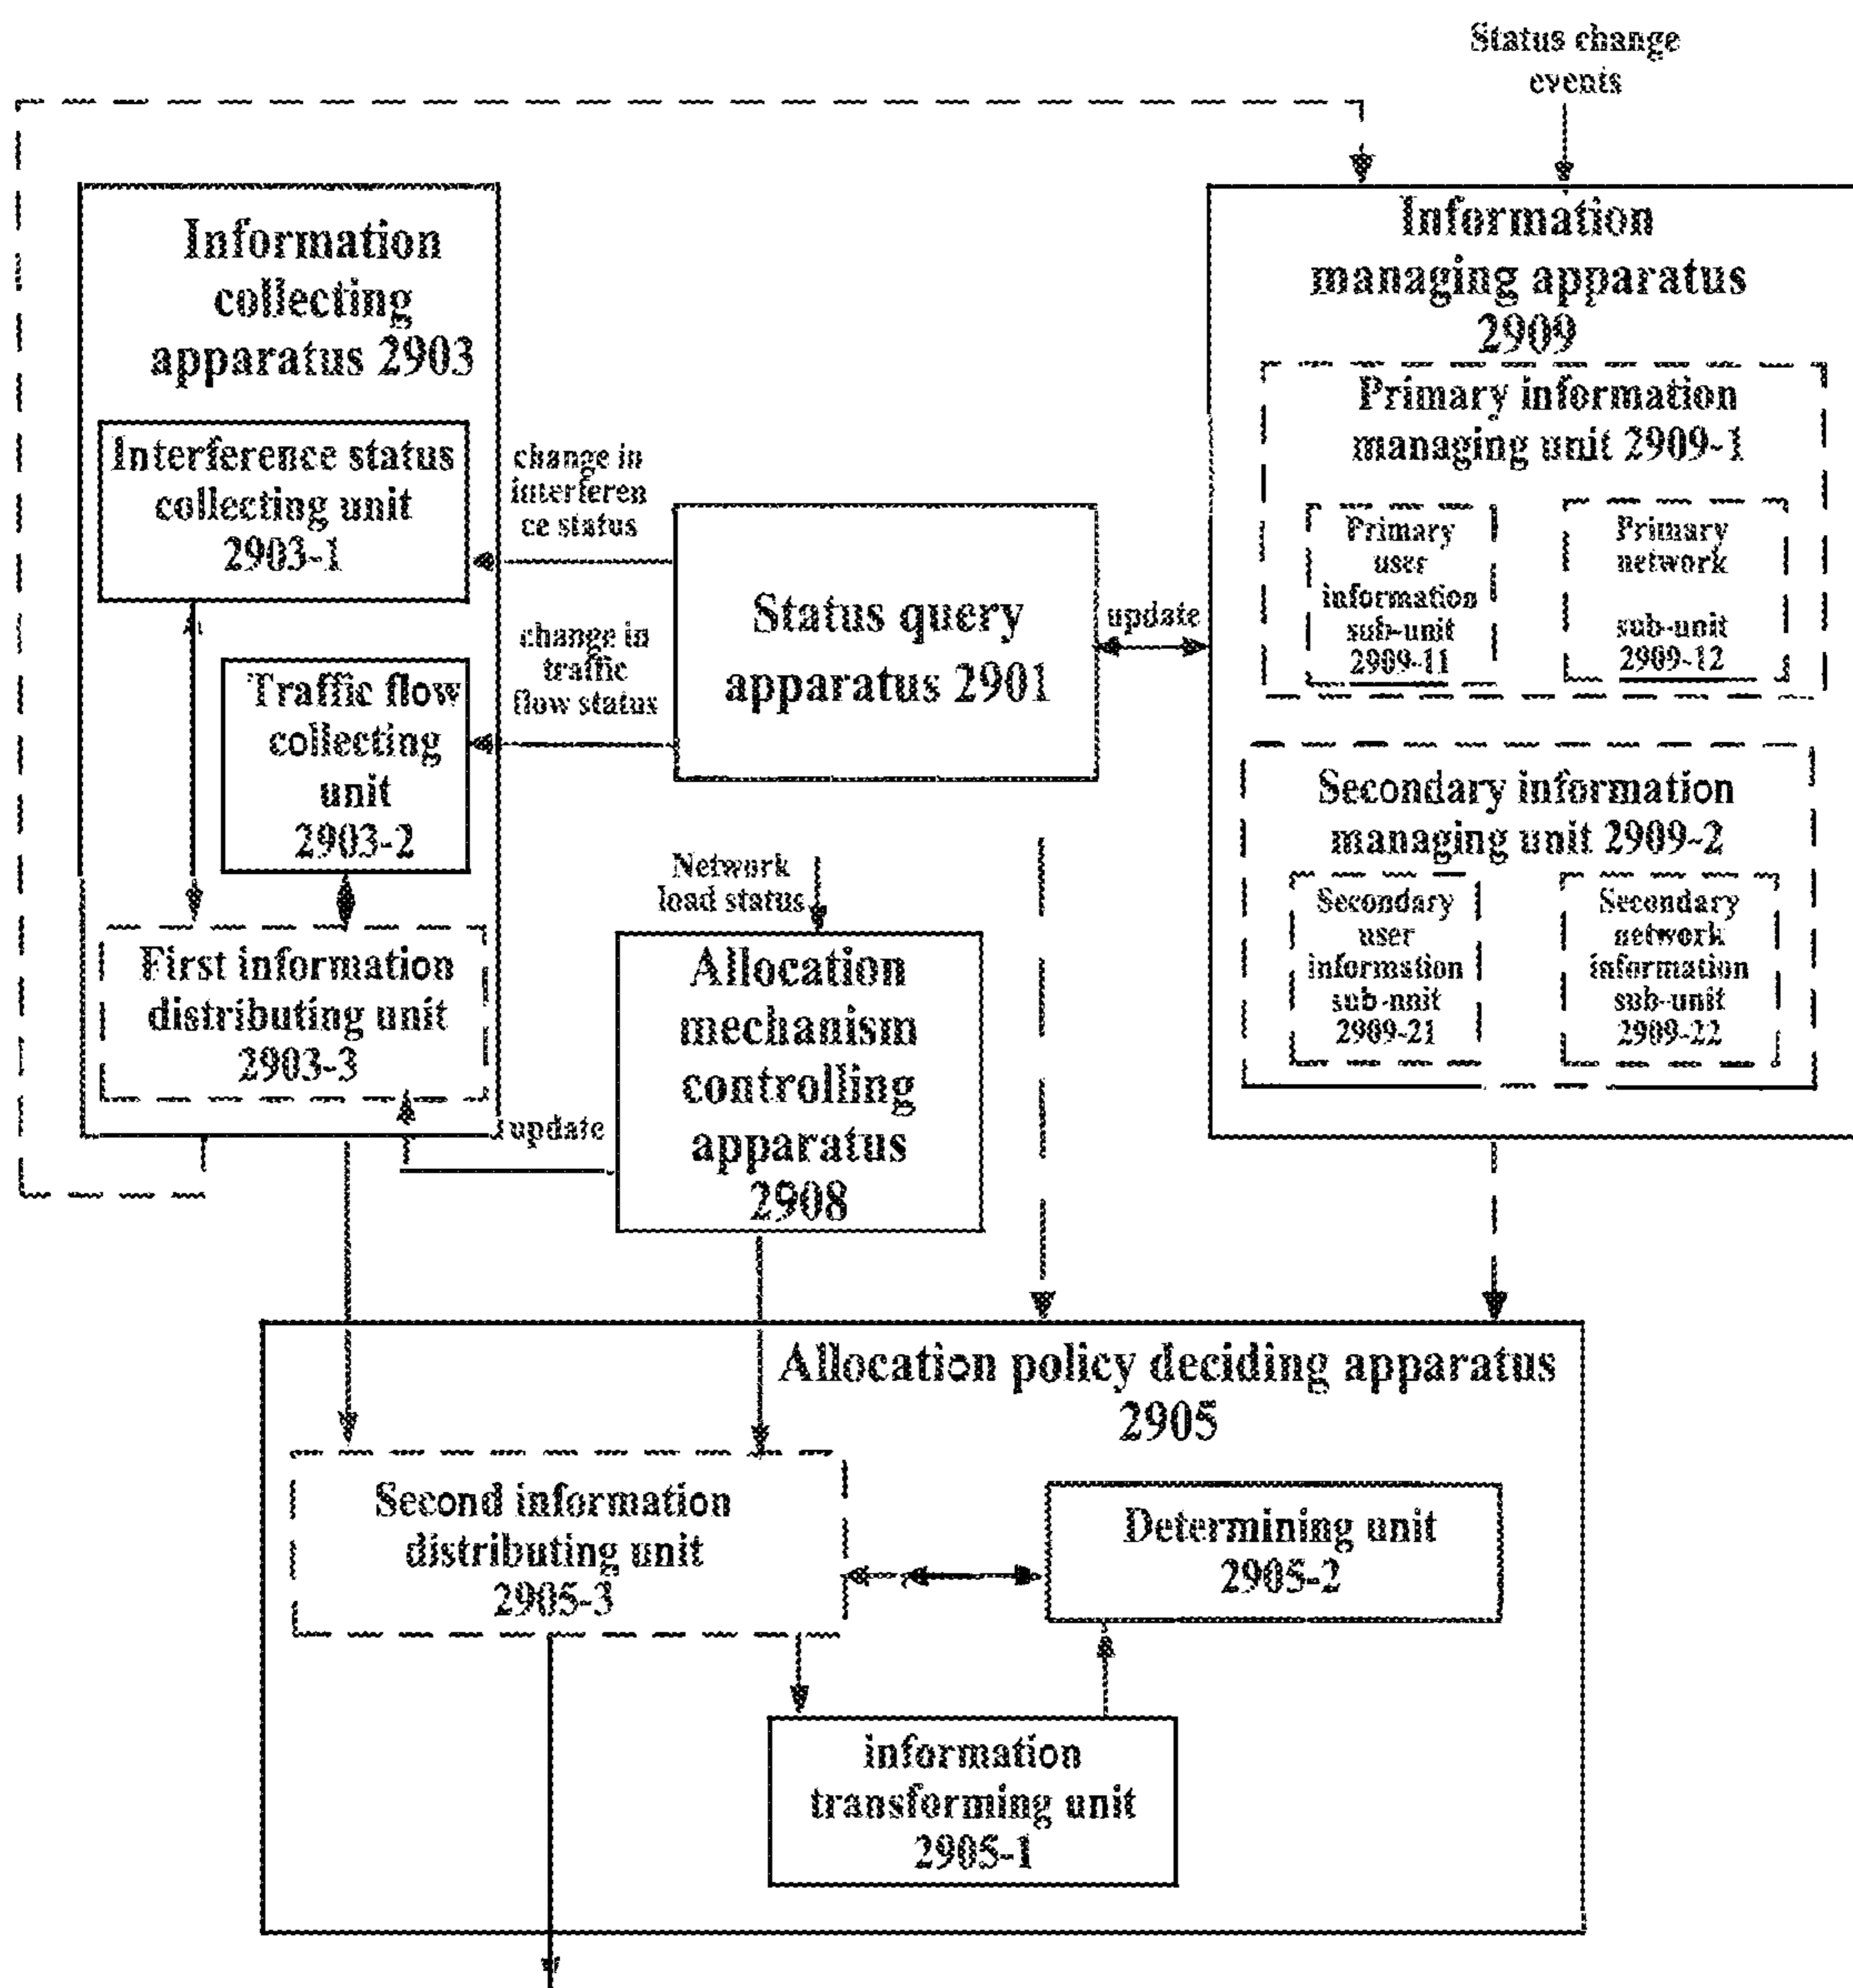 Status change
events
Information
collecting
apparatus 2903
Interference status
collecting unit
2903-1
Traffic flow
collecting
unit
2903-2
First information
distributing unit
2903-3
change in
interferen
ce status
change in
traffic
flow status
Status query
apparatus 2901
update
Information
managing apparatus
2909
Primary information
managing unit 2909-1
Primary
user
information
sub-unit
2909-11
Primary
network
sub-unit
2909-12
Secondary information
managing unit 2909-2
Secondary
user
information
sub-nnit
2909-21
Secondary
network
information
sub-unit
2909-22
Network
load status
Allocation
mechanism
controlling
apparatus
2908
update
Allocation policy deciding apparatus
2905
Second information
distributing unit
2905-3
Determining unit
2905-2
information
transforming unit
2905-1